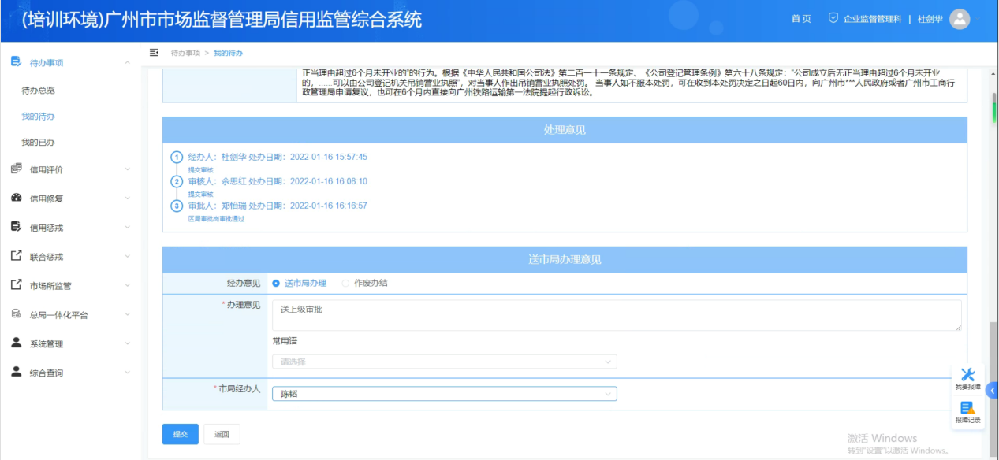 (培训环境)广州市市场监督管理局信用监管综合系统
首页
企业监督管理科 | 杜剑华
待办事项
待办总览
我的待办
我的已办
信用评价
信用修复
信用惩戒
联合惩戒
市场所监管
总局一体化平台
系统管理
综合查询
待办事项 > 我的待办
正当理由超过6个月未开业的”的行为。根据《中华人民共和国公司法》第二百一十一条规定、《公司登记管理条例》第六十八条规定：“公司成立后无正当理由超过6个月未开业
的，……可以由公司登记机关吊销营业执照”，对当事人作出吊销营业执照处罚。 当事人如不服本处罚，可在收到本处罚决定之日起60日内，向广州市***人民政府或者广州市工商行
政管理局申请复议，也可在6个月内直接向广州铁路运输第一法院提起行政诉讼。
处理意见
1 经办人：杜剑华 处办日期：2022-01-16 15:57:45
提交审核
2 审核人：余思红 处办日期：2022-01-16 16:08:10
提交审核
3 审批人：郑怡瑞 处办日期：2022-01-16 16:16:57
区局审批岗审批通过
送市局办理意见
经办意见 送市局办理 作废办结
*办理意见 送上级审批
常用语
请选择
*市局经办人 陈韬
提交 返回
我要报障
报障记录
激活 Windows
转到“设置”以激活 Windows。